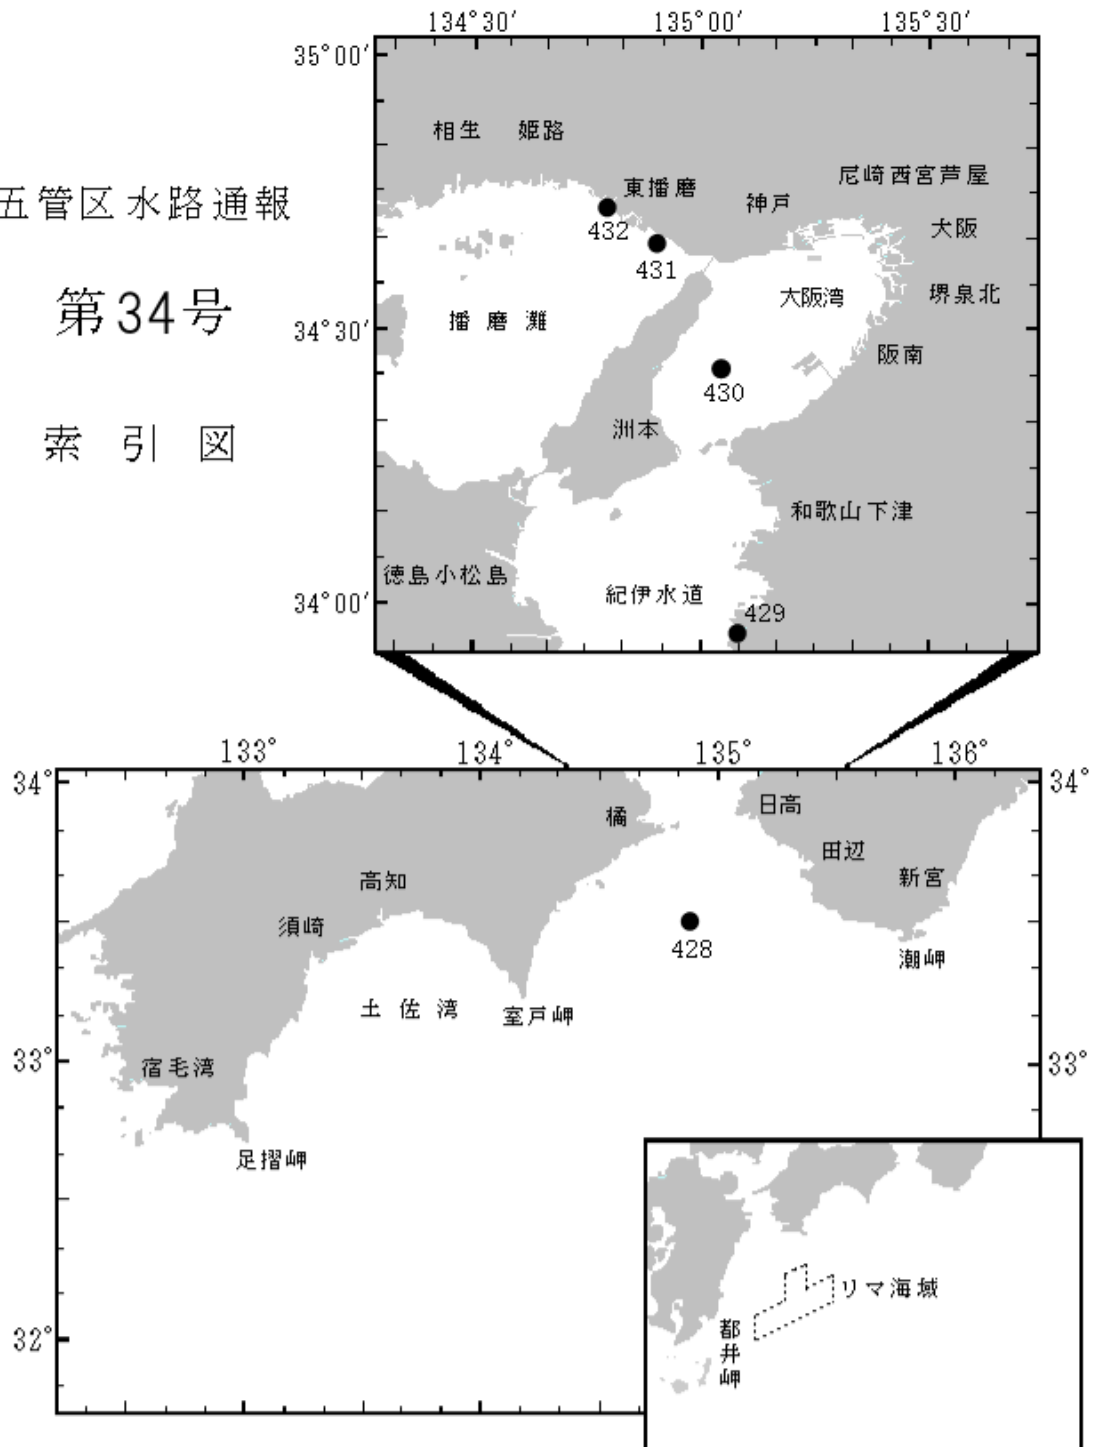 134°30′ 135°00′ 135°30′
35°00′
相生 姫路
五管区水路通報
東播磨
尼崎西宮芦屋
神戸
432
大阪
431
第34号
大阪湾
堺泉北
播磨灘
34°30′
阪南
430
索引図
洲本
和歌山下津
徳島小松島
紀伊水道
34°00′
429
133° 134° 135° 136°
34° 34°
日高
橘
田辺
高知
新宮
須崎
428
潮岬
土佐湾
室戸岬
33° 33°
宿毛湾
足摺岬
リマ海域
都井岬
32°